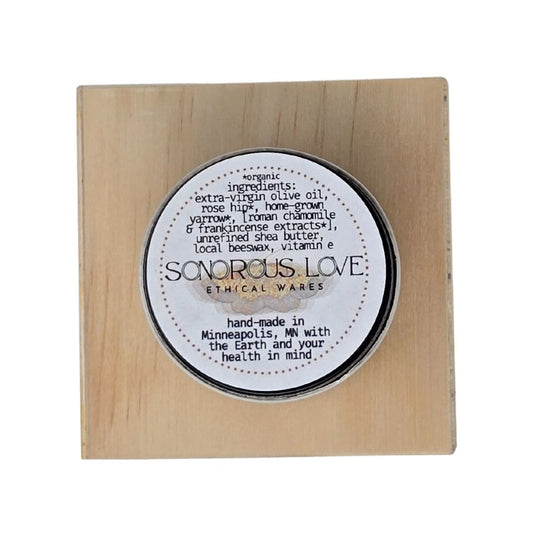 *organic
ingredients:
extra-virgin olive oil,
rose hip*, home-grown
yarrow*, [roman chamomile
& frankincense extracts*],
unrefined shea butter,
local beeswax, vitamin e
SONOROUS LOVE
ETHICAL WARES
hand-made in
Minneapolis, MN with
the Earth and your
health in mind